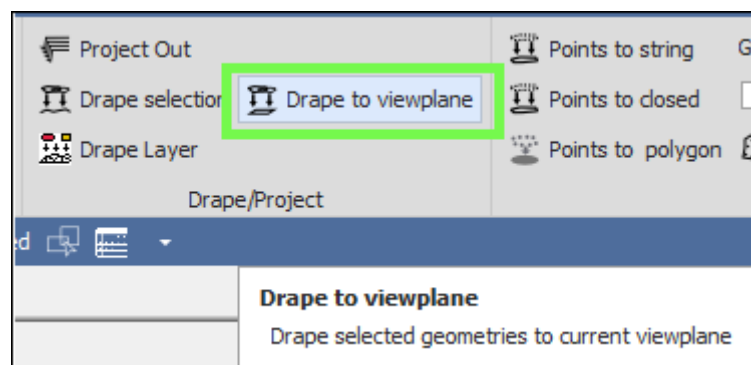 Project Out
Drape selection
Drape Layer
Drape to viewplane
Drape/Project
Points to string
Points to closed
Points to polygon
G
ed
Drape to viewplane
Drape selected geometries to current viewplane